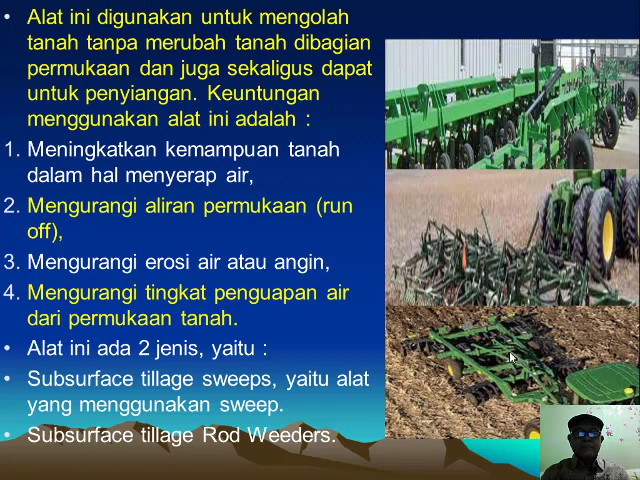 • Alat ini digunakan untuk mengolah
tanah tanpa merubah tanah dibagian
permukaan dan juga sekaligus dapat
untuk penyiangan. Keuntungan
menggunakan alat ini adalah :
1. Meningkatkan kemampuan tanah
dalam hal menyerap air,
2. Mengurangi aliran permukaan (run
off),
3. Mengurangi erosi air atau angin,
4. Mengurangi tingkat penguapan air
dari permukaan tanah.
• Alat ini ada 2 jenis, yaitu :
• Subsurface tillage sweeps, yaitu alat
yang menggunakan sweep.
• Subsurface tillage Rod Weeders.